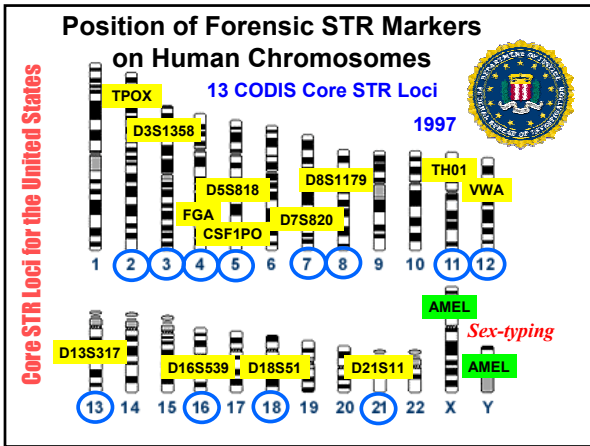 Position of Forensic STR Markers
on Human Chromosomes
13 CODIS Core STR Loci
1997
Core STR Loci for the United States
TPOX
D3S1358
TH01
D8S1179
VWA
D5S818
FGA
D7S820
CSF1PO
1 2 3 4 5 6 7 8 9 10 11 12
AMEL
Sex-typing
D13S317
D16S539
D18S51
D21S11
AMEL
13 14 15 16 17 18 19 20 21 22 X Y